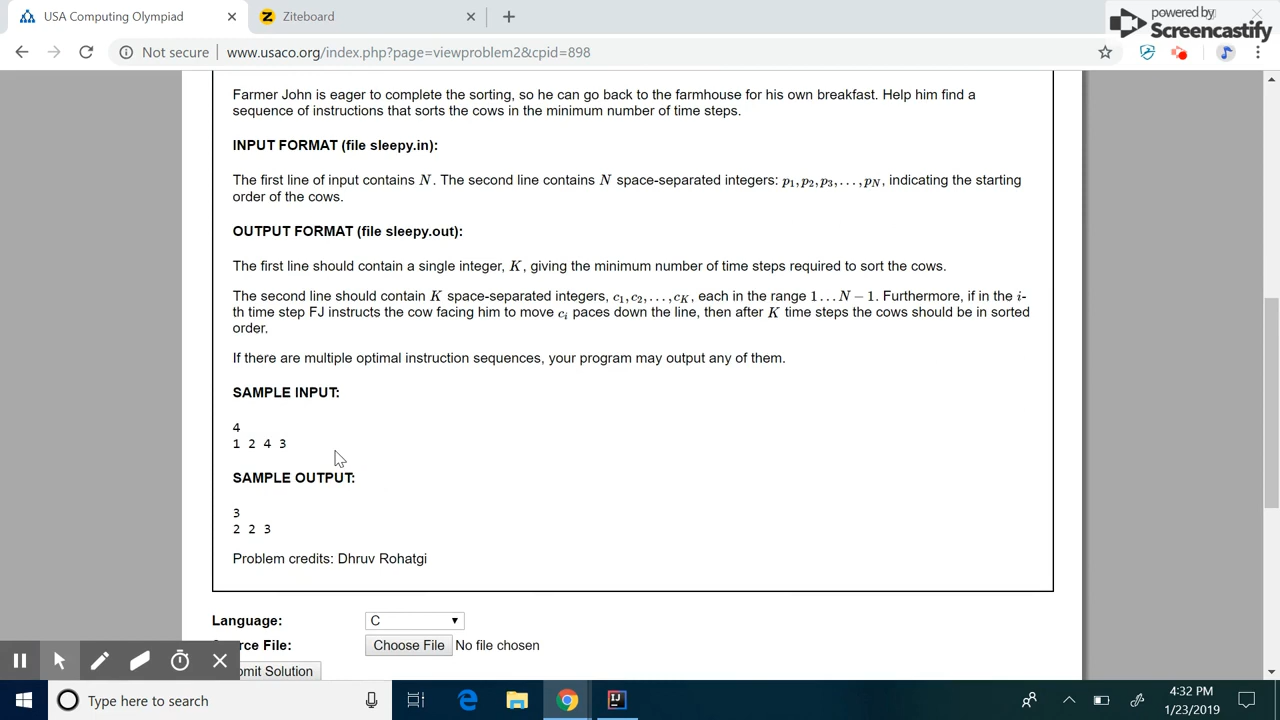 USA Computing Olympiad
Ziteboard
powered by
Screencastify
Not secure
www.usaco.org/index.php?page=viewproblem2&cpid=898
Farmer John is eager to complete the sorting, so he can go back to the farmhouse for his own breakfast. Help him find a
sequence of instructions that sorts the cows in the minimum number of time steps.
INPUT FORMAT (file sleepy.in):
The first line of input contains N. The second line contains N space-separated integers: p₁,p₂,p₃,…,p_N, indicating the starting
order of the cows.
OUTPUT FORMAT (file sleepy.out):
The first line should contain a single integer, K, giving the minimum number of time steps required to sort the cows.
The second line should contain K space-separated integers, c₁,c₂,…,c_K, each in the range 1…N − 1. Furthermore, if in the i-
th time step FJ instructs the cow facing him to move c_i paces down the line, then after K time steps the cows should be in sorted
order.
If there are multiple optimal instruction sequences, your program may output any of them.
SAMPLE INPUT:
4
1 2 4 3
SAMPLE OUTPUT:
3
2 2 3
Problem credits: Dhruv Rohatgi
Language: C
rce File: Choose File No file chosen
mit Solution
Type here to search
4:32 PM
1/23/2019